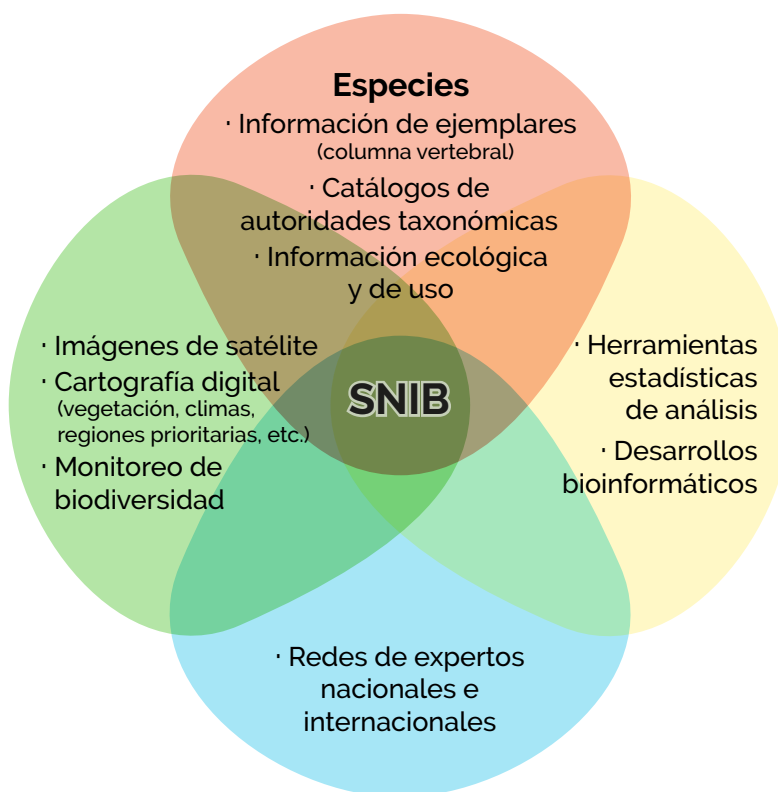 Especies
· Información de ejemplares
(columna vertebral)
· Catálogos de
autoridades taxonómicas
· Información ecológica
y de uso
· Imágenes de satélite
· Cartografía digital
(vegetación, climas,
regiones prioritarias, etc.)
· Monitoreo de
biodiversidad
SNIB
· Herramientas
estadísticas
de análisis
· Desarrollos
bioinformáticos
· Redes de expertos
nacionales e
internacionales